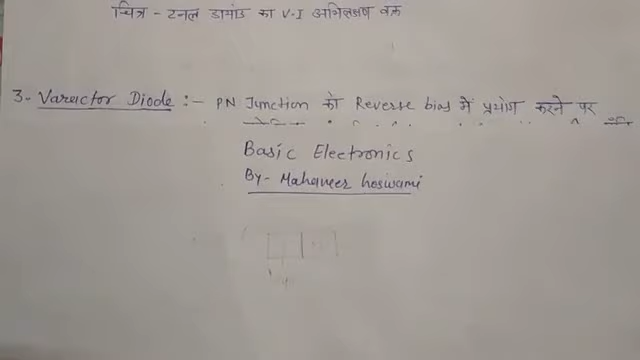 चित्र - टनल डायोड का V-I अभिलक्षण वक्र
3- Varactor Diode :- PN Junction को Reverse bias में प्रयोग करने पर
Basic Electronics
By- Mahaveer Goswami